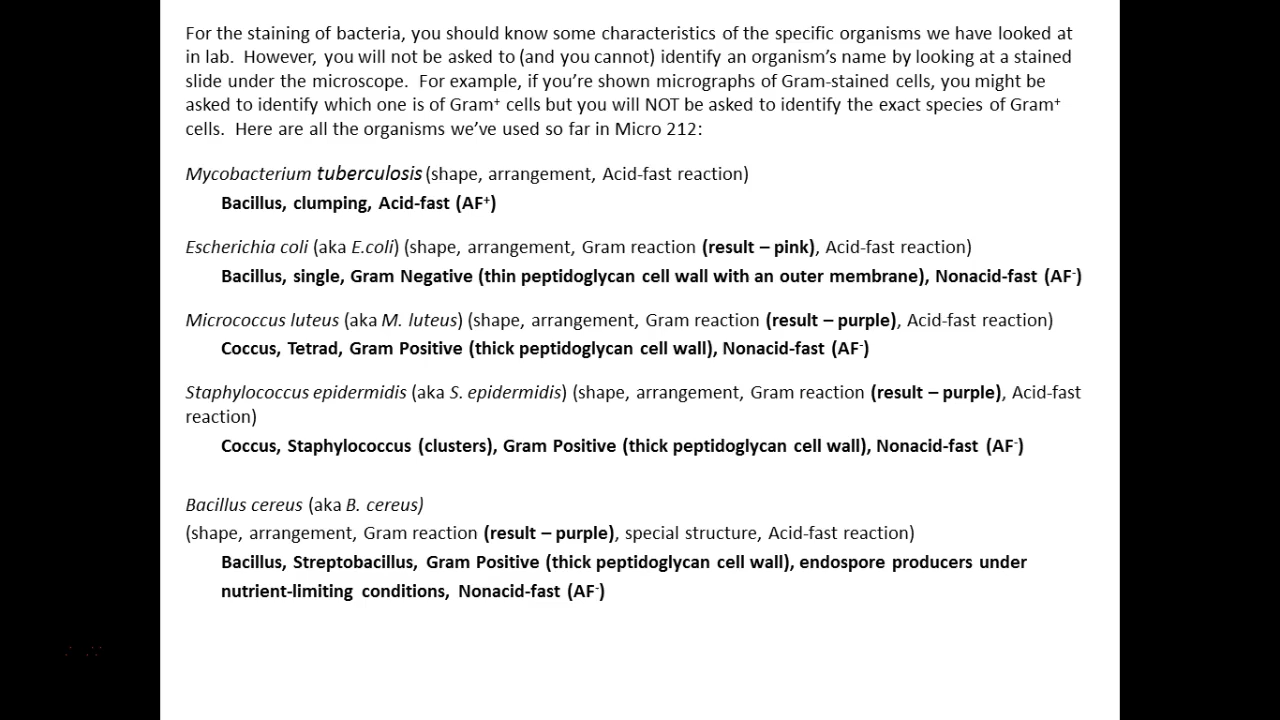 For the staining of bacteria, you should know some characteristics of the specific organisms we have looked at
in lab. However, you will not be asked to (and you cannot) identify an organism's name by looking at a stained
slide under the microscope. For example, if you're shown micrographs of Gram-stained cells, you might be
asked to identify which one is of Gram⁺ cells but you will NOT be asked to identify the exact species of Gram⁺
cells. Here are all the organisms we've used so far in Micro 212:
Mycobacterium tuberculosis (shape, arrangement, Acid-fast reaction)
Bacillus, clumping, Acid-fast (AF⁺)
Escherichia coli (aka E.coli) (shape, arrangement, Gram reaction (result – pink), Acid-fast reaction)
Bacillus, single, Gram Negative (thin peptidoglycan cell wall with an outer membrane), Nonacid-fast (AF⁻)
Micrococcus luteus (aka M. luteus) (shape, arrangement, Gram reaction (result – purple), Acid-fast reaction)
Coccus, Tetrad, Gram Positive (thick peptidoglycan cell wall), Nonacid-fast (AF⁻)
Staphylococcus epidermidis (aka S. epidermidis) (shape, arrangement, Gram reaction (result – purple), Acid-fast
reaction)
Coccus, Staphylococcus (clusters), Gram Positive (thick peptidoglycan cell wall), Nonacid-fast (AF⁻)
Bacillus cereus (aka B. cereus)
(shape, arrangement, Gram reaction (result – purple), special structure, Acid-fast reaction)
Bacillus, Streptobacillus, Gram Positive (thick peptidoglycan cell wall), endospore producers under
nutrient-limiting conditions, Nonacid-fast (AF⁻)